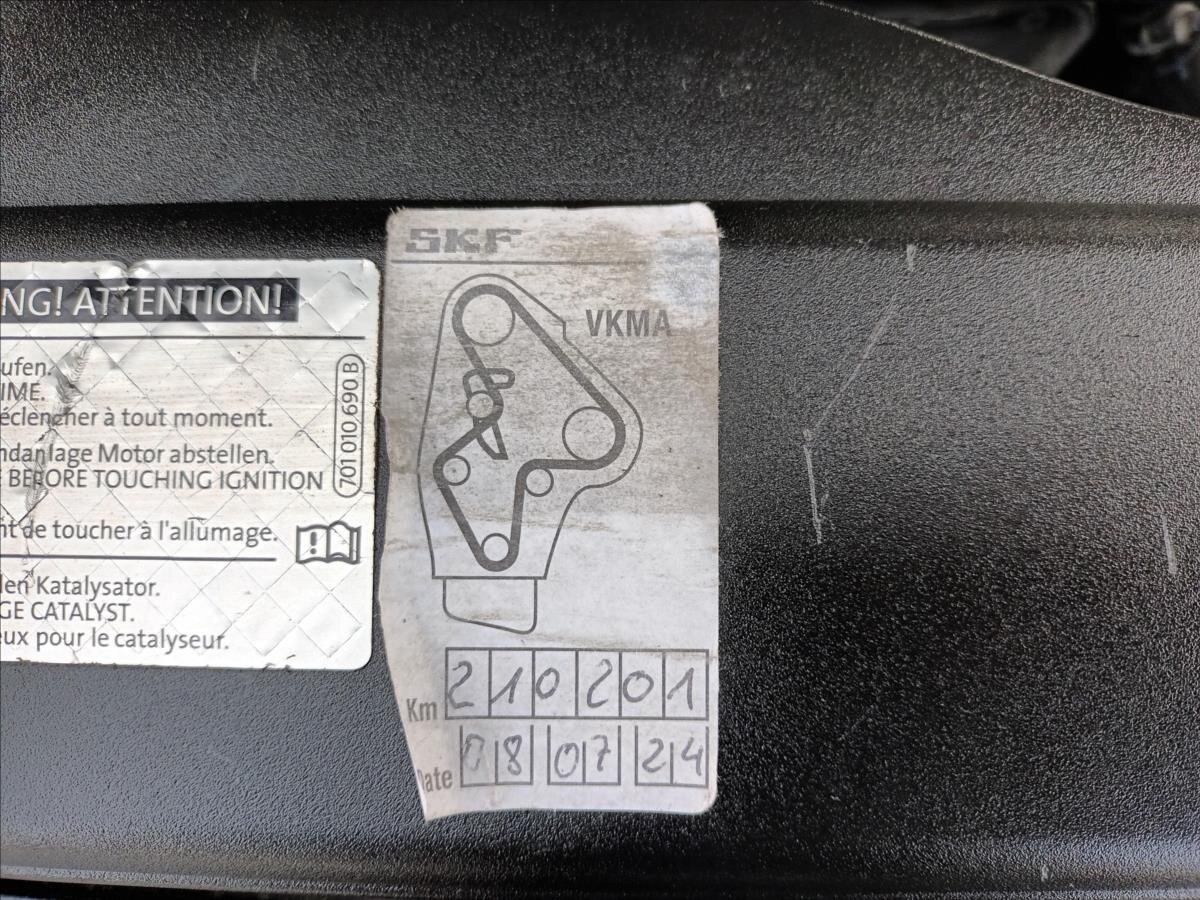 NG! ATTENTION!
ufen.
IME.
éclencher à tout moment.
ndanlage Motor abstellen.
BEFORE TOUCHING IGNITION
nt de toucher à l'allumage.
len Katalysator.
GE CATALYST.
eux pour le catalyseur.
701 010 690 B
SKF
VKMA
Km 210201
Date 08 07 24